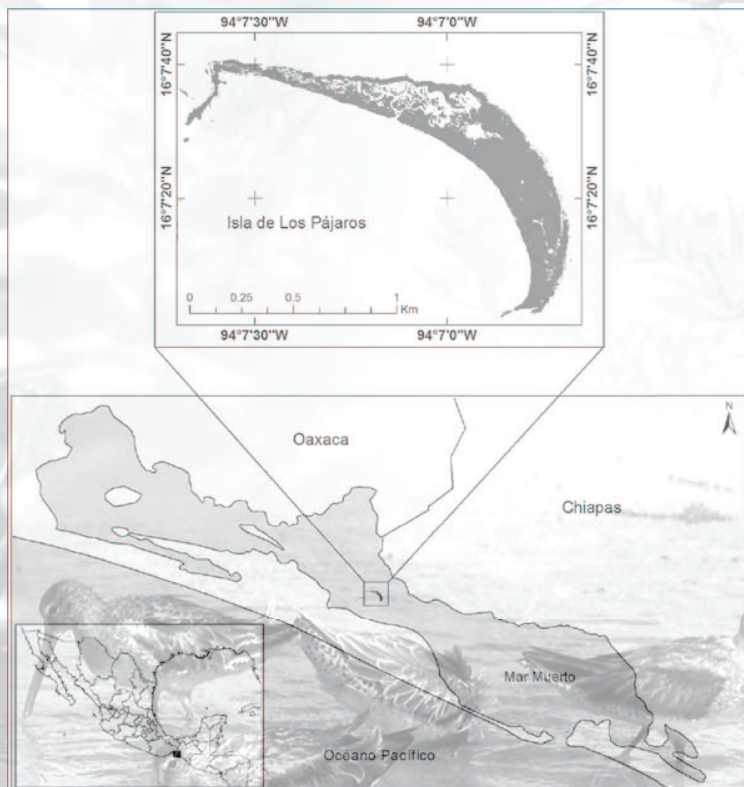 94°7'30"W 94°7'0"W
16°7'40"N 16°7'40"N
16°7'20"N 16°7'20"N
Isla de Los Pájaros
0 0.25 0.5 1
Km
94°7'30"W 94°7'0"W
N
Oaxaca
Chiapas
Mar Muerto
Océano Pacífico